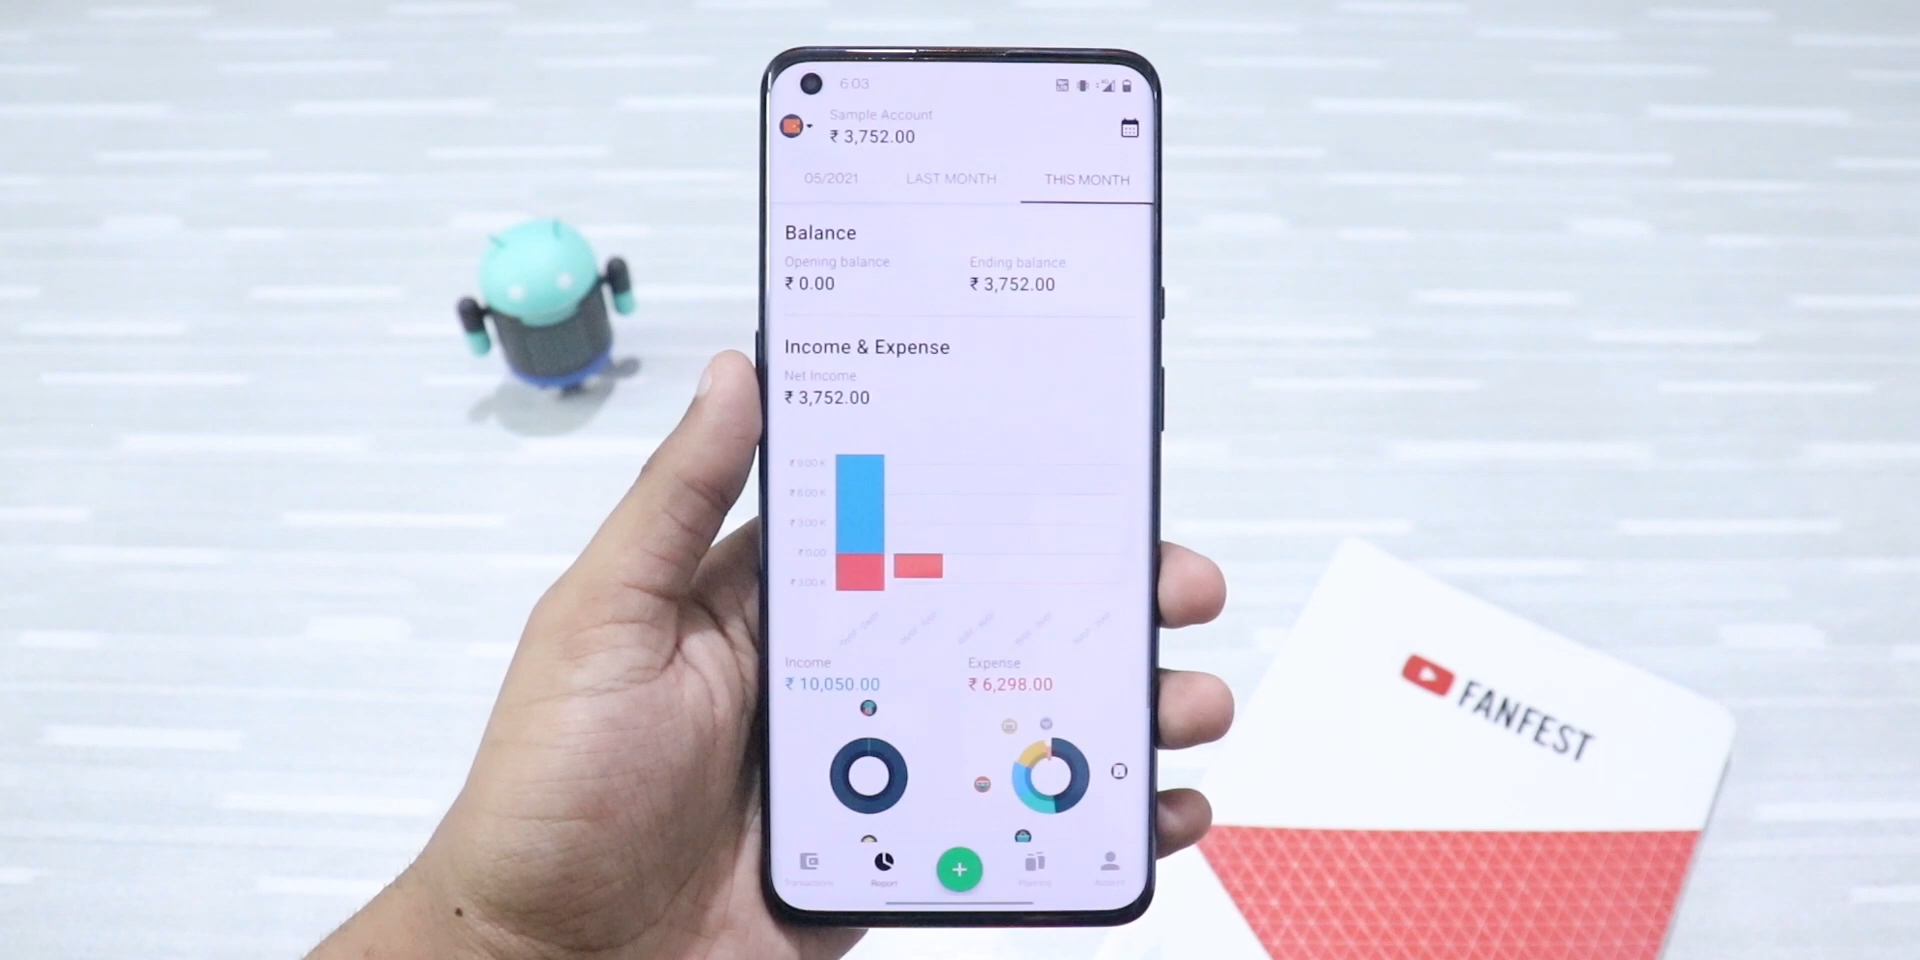 6:03
Sample Account
₹ 3,752.00
05/2021 LAST MONTH THIS MONTH
Balance
Opening balance Ending balance
₹ 0.00 ₹ 3,752.00
Income & Expense
Net Income
₹ 3,752.00
₹ 9.00 K
₹ 6.00 K
₹ 3.00 K
₹ 0.00
₹ 3.00 K
Income Expense
₹ 10,050.00 ₹ 6,298.00
Transactions Report Planning Account
FANFEST